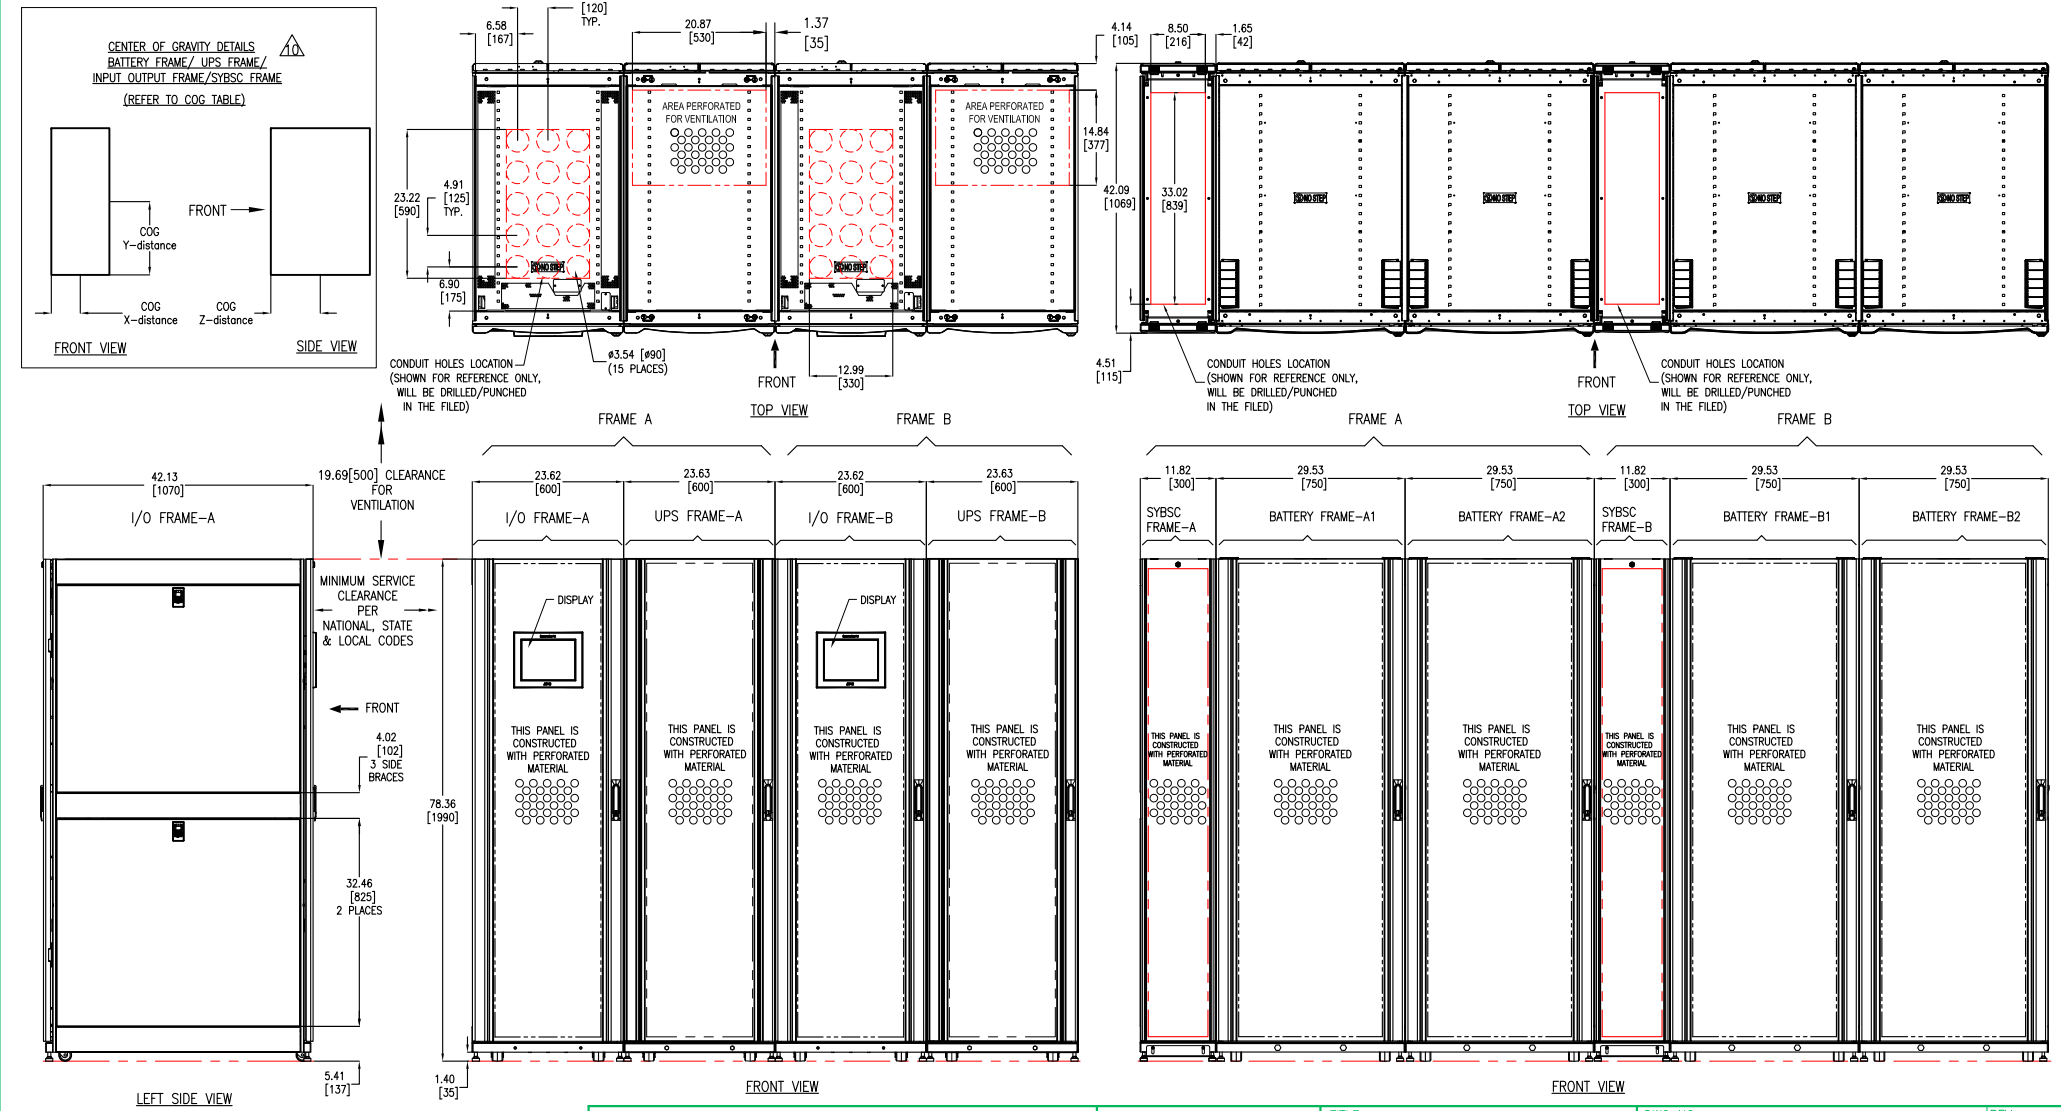 CENTER OF GRAVITY DETAILS
BATTERY FRAME/ UPS FRAME/
INPUT OUTPUT FRAME/SYBSC FRAME
(REFER TO COG TABLE)
10
FRONT
COG
Y-distance
COG
X-distance
COG
Z-distance
FRONT VIEW
SIDE VIEW
6.58
[167]
[120]
TYP.
20.87
[530]
1.37
[35]
AREA PERFORATED
FOR VENTILATION
AREA PERFORATED
FOR VENTILATION
23.22
[590]
4.91
[125]
TYP.
6.90
[175]
NO STEP
NO STEP
14.84
[377]
CONDUIT HOLES LOCATION
(SHOWN FOR REFERENCE ONLY,
WILL BE DRILLED/PUNCHED
IN THE FILED)
ø3.54 [ø90]
(15 PLACES)
FRONT
12.99
[330]
TOP VIEW
4.14
[105]
8.50
[216]
1.65
[42]
42.09
[1069]
33.02
[839]
NO STEP
NO STEP
NO STEP
NO STEP
4.51
[115]
CONDUIT HOLES LOCATION
(SHOWN FOR REFERENCE ONLY,
WILL BE DRILLED/PUNCHED
IN THE FILED)
FRONT
TOP VIEW
CONDUIT HOLES LOCATION
(SHOWN FOR REFERENCE ONLY,
WILL BE DRILLED/PUNCHED
IN THE FILED)
42.13
[1070]
I/O FRAME-A
19.69[500] CLEARANCE
FOR
VENTILATION
MINIMUM SERVICE
CLEARANCE
PER
NATIONAL, STATE
& LOCAL CODES
FRONT
4.02
[102]
3 SIDE
BRACES
32.46
[825]
2 PLACES
5.41
[137]
LEFT SIDE VIEW
FRAME A
FRAME B
23.62
[600]
23.63
[600]
23.62
[600]
23.63
[600]
I/O FRAME-A
UPS FRAME-A
I/O FRAME-B
UPS FRAME-B
DISPLAY
DISPLAY
78.36
[1990]
THIS PANEL IS
CONSTRUCTED
WITH PERFORATED
MATERIAL
THIS PANEL IS
CONSTRUCTED
WITH PERFORATED
MATERIAL
THIS PANEL IS
CONSTRUCTED
WITH PERFORATED
MATERIAL
THIS PANEL IS
CONSTRUCTED
WITH PERFORATED
MATERIAL
1.40
[35]
FRONT VIEW
FRAME A
FRAME B
11.82
[300]
29.53
[750]
29.53
[750]
11.82
[300]
29.53
[750]
29.53
[750]
SYBSC
FRAME-A
BATTERY FRAME-A1
BATTERY FRAME-A2
SYBSC
FRAME-B
BATTERY FRAME-B1
BATTERY FRAME-B2
THIS PANEL IS
CONSTRUCTED
WITH PERFORATED
MATERIAL
THIS PANEL IS
CONSTRUCTED
WITH PERFORATED
MATERIAL
THIS PANEL IS
CONSTRUCTED
WITH PERFORATED
MATERIAL
THIS PANEL IS
CONSTRUCTED
WITH PERFORATED
MATERIAL
THIS PANEL IS
CONSTRUCTED
WITH PERFORATED
MATERIAL
THIS PANEL IS
CONSTRUCTED
WITH PERFORATED
MATERIAL
FRONT VIEW